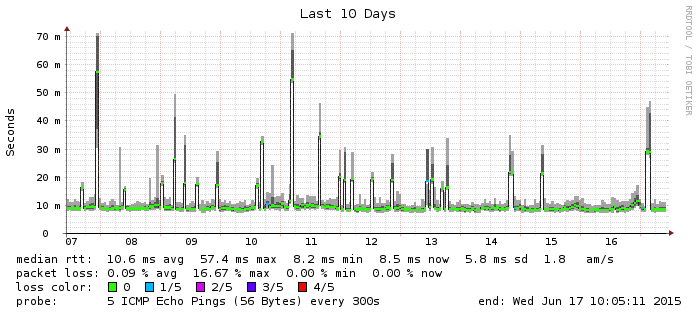 Last 10 Days
RRDTOOL / TOBI OETIKER
Seconds
70 m
60 m
50 m
40 m
30 m
20 m
10 m
0
07 08 09 10 11 12 13 14 15 16
median rtt: 10.6 ms avg 57.4 ms max 8.2 ms min 8.5 ms now 5.8 ms sd 1.8 am/s
packet loss: 0.09 % avg 16.67 % max 0.00 % min 0.00 % now
loss color: 0 1/5 2/5 3/5 4/5
probe: 5 ICMP Echo Pings (56 Bytes) every 300s end: Wed Jun 17 10:05:11 2015